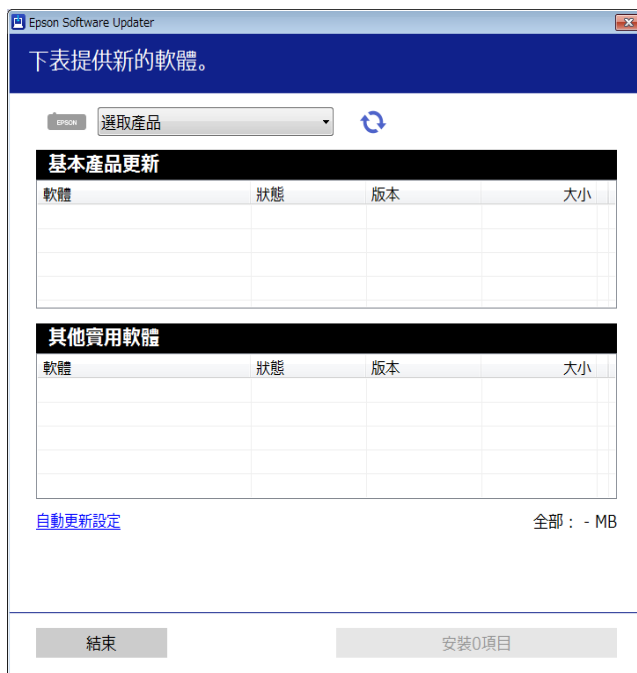 Epson Software Updater
下表提供新的軟體。
EPSON 選取產品
基本產品更新
軟體 狀態 版本 大小
其他實用軟體
軟體 狀態 版本 大小
自動更新設定 全部： - MB
結束 安裝0項目